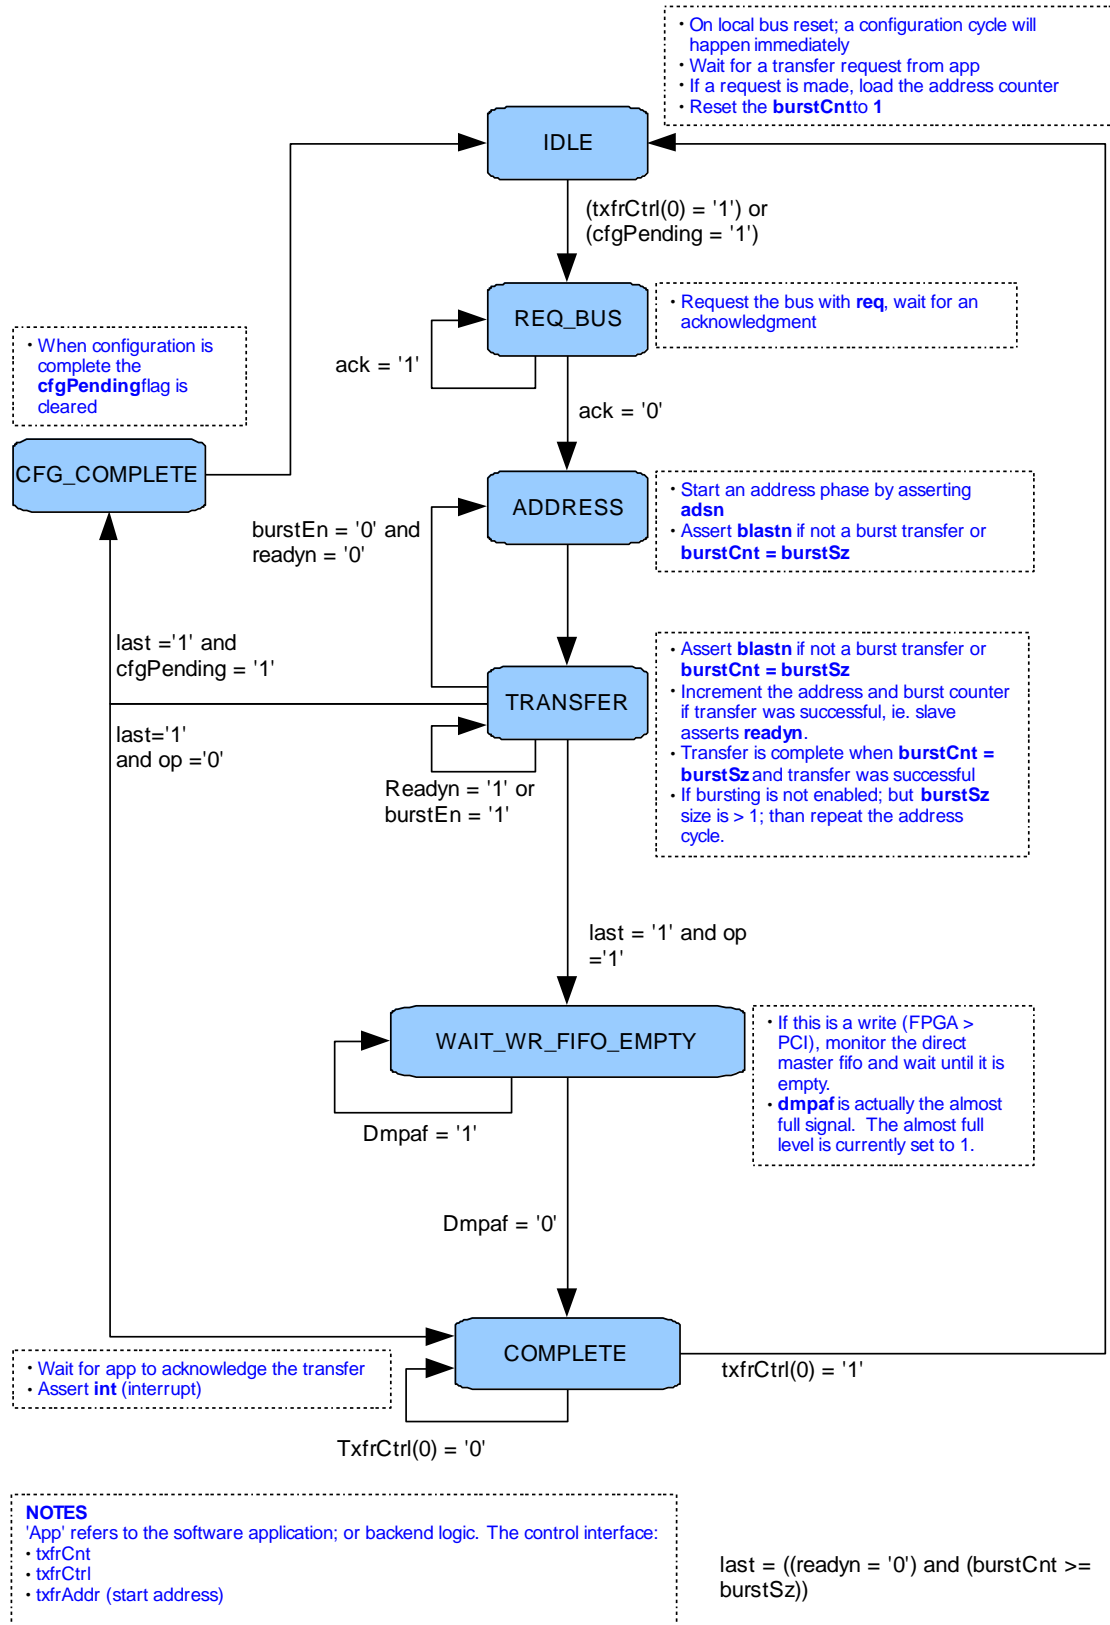 • On local bus reset; a configuration cycle will
happen immediately
• Wait for a transfer request from app
• If a request is made, load the address counter
• Reset the burstCnt to 1
IDLE
(txfrCtrl(0) = '1') or
(cfgPending = '1')
REQ_BUS
• Request the bus with req, wait for an
acknowledgment
• When configuration is
complete the
cfgPending flag is
cleared
ack = '1'
ack = '0'
CFG_COMPLETE
ADDRESS
• Start an address phase by asserting
adsn
• Assert blastn if not a burst transfer or
burstCnt = burstSz
burstEn = '0' and
readyn = '0'
last ='1' and
cfgPending = '1'
TRANSFER
• Assert blastn if not a burst transfer or
burstCnt = burstSz
• Increment the address and burst counter
if transfer was successful, ie. slave
asserts readyn.
• Transfer is complete when burstCnt =
burstSz and transfer was successful
• If bursting is not enabled; but burstSz
size is > 1; than repeat the address
cycle.
last='1'
and op ='0'
Readyn = '1' or
burstEn = '1'
last = '1' and op
='1'
WAIT_WR_FIFO_EMPTY
• If this is a write (FPGA >
PCI), monitor the direct
master fifo and wait until it is
empty.
• dmpaf is actually the almost
full signal. The almost full
level is currently set to 1.
Dmpaf = '1'
Dmpaf = '0'
COMPLETE
• Wait for app to acknowledge the transfer
• Assert int (interrupt)
txfrCtrl(0) = '1'
TxfrCtrl(0) = '0'
NOTES
'App' refers to the software application; or backend logic. The control interface:
• txfrCnt
• txfrCtrl
• txfrAddr (start address)
last = ((readyn = '0') and (burstCnt >=
burstSz))